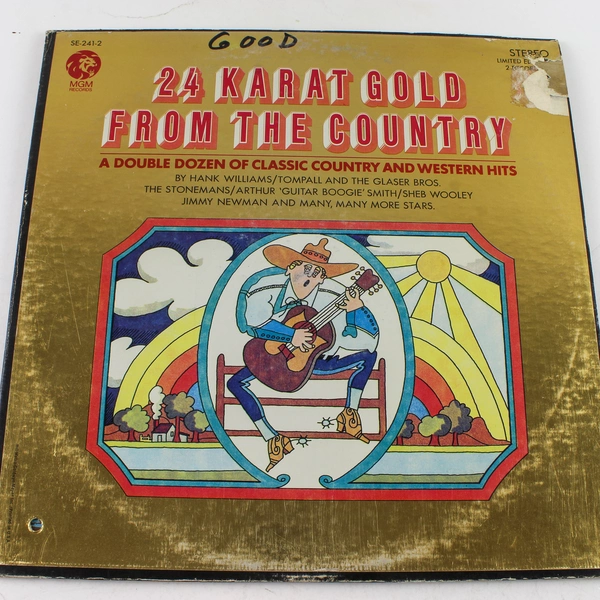 SE-241-2
GOOD
STEREO
LIMITED
MGM
RECORDS
24 KARAT GOLD
FROM THE COUNTRY
A DOUBLE DOZEN OF CLASSIC COUNTRY AND WESTERN HITS
BY HANK WILLIAMS/TOMPALL AND THE GLASER BROS.
THE STONEMANS/ARTHUR 'GUITAR BOOGIE' SMITH/SHEB WOOLEY
JIMMY NEWMAN AND MANY, MANY MORE STARS.